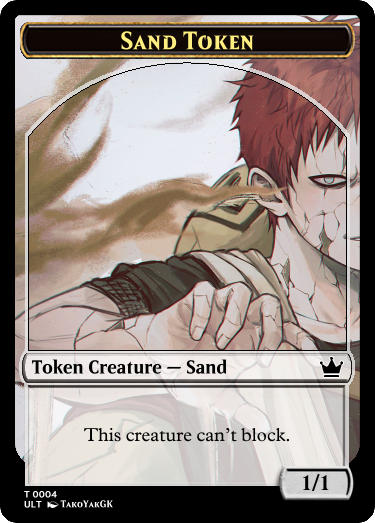 Sand Token
Token Creature — Sand
This creature can't block.
1/1
T 0004
ULT TakoYakGK